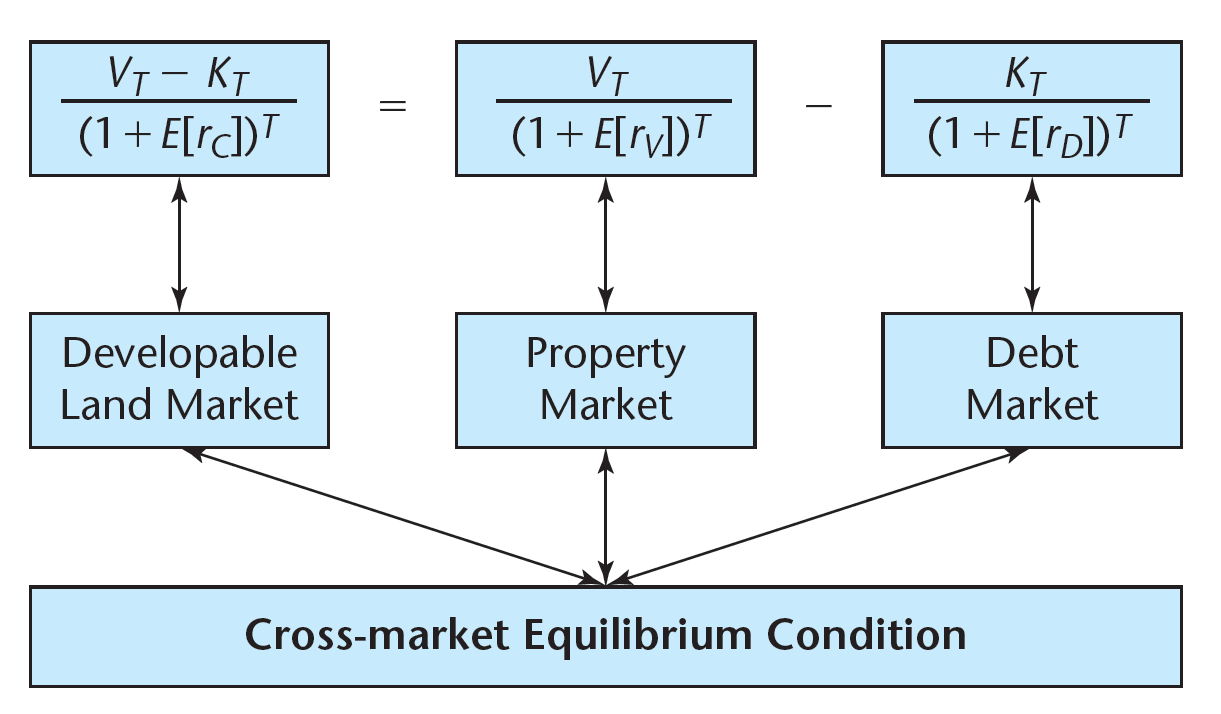 V_T − K_T / (1 + E[r_C])^T = V_T / (1 + E[r_V])^T − K_T / (1 + E[r_D])^T
Developable Property Debt
Land Market Market Market
Cross-market Equilibrium Condition